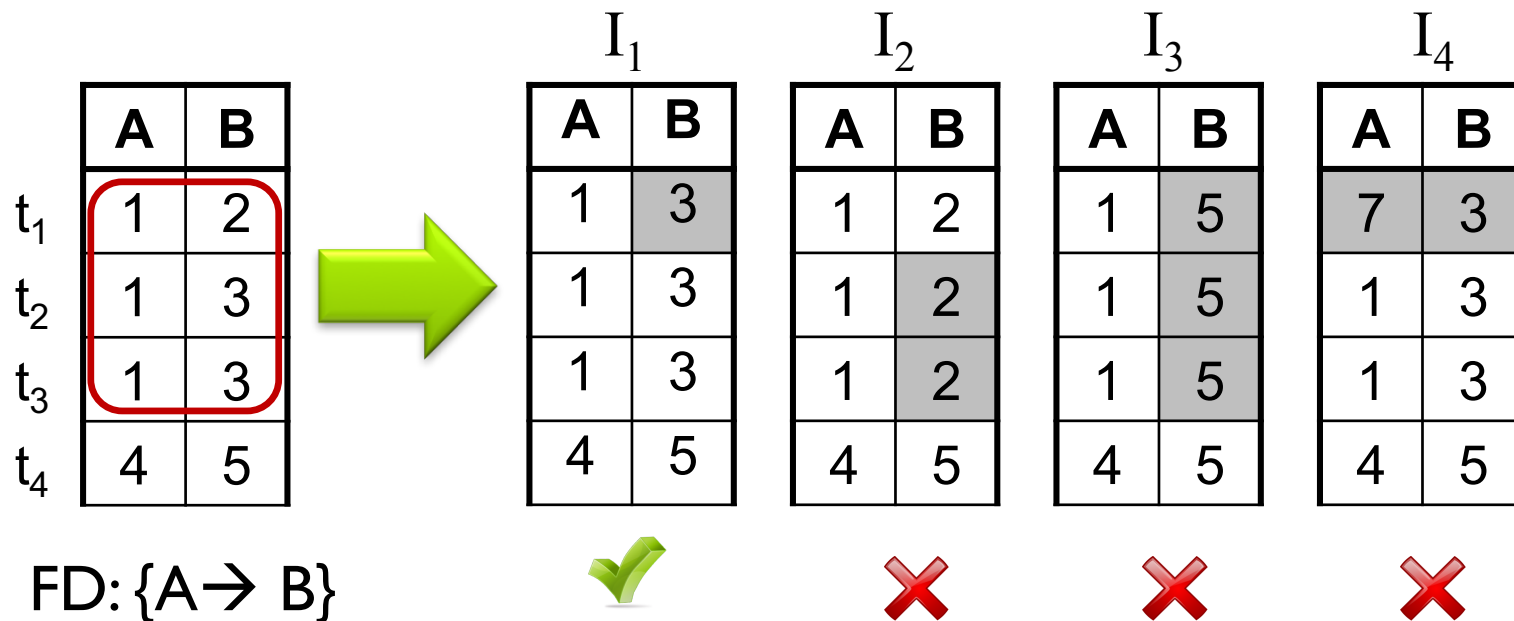 I1 I2 I3 I4
A B A B A B A B A B
t1 1 2 1 3 1 2 1 5 7 3
t2 1 3 1 3 1 2 1 5 1 3
t3 1 3 1 3 1 2 1 5 1 3
t4 4 5 4 5 4 5 4 5 4 5
FD: {A→ B}